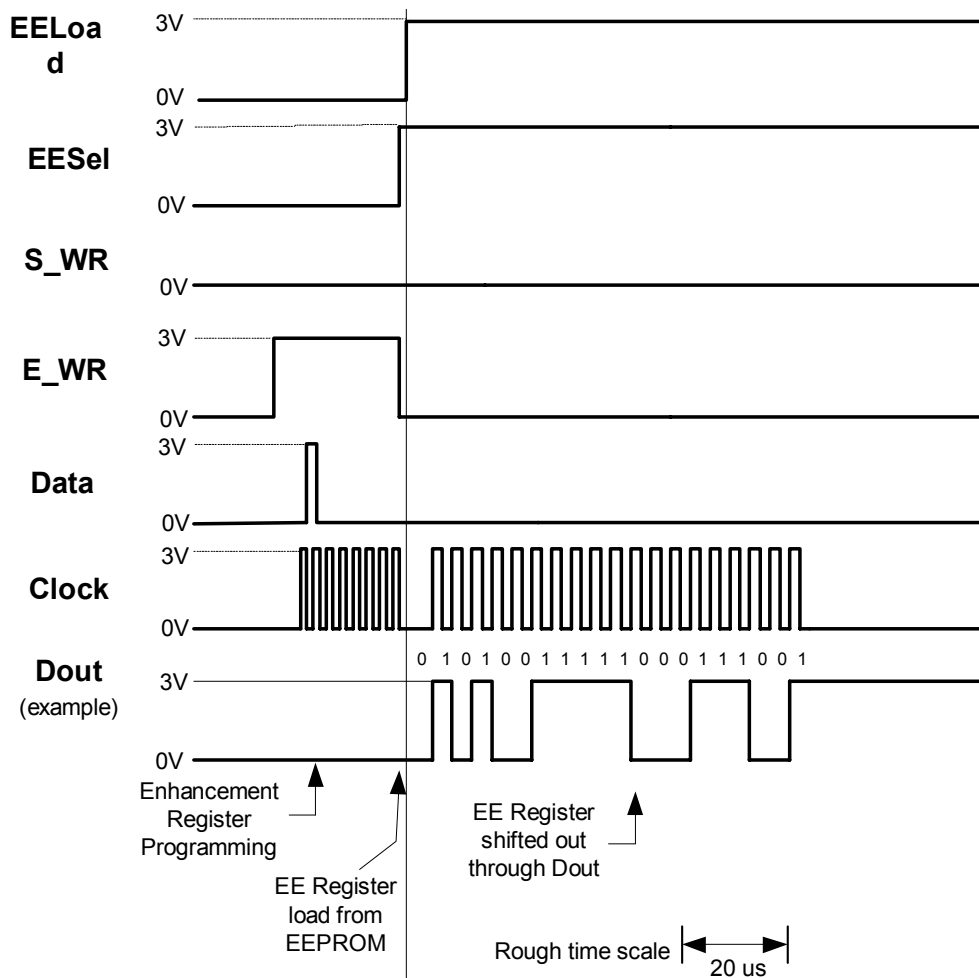 EELoa
d
3V
0V
EESel
3V
0V
S_WR
0V
E_WR
3V
0V
Data
3V
0V
Clock
3V
0V
0 1 0 1 0 0 1 1 1 1 1 0 0 0 1 1 1 0 0 1
Dout
(example)
3V
0V
Enhancement
Register
Programming
EE Register
load from
EEPROM
EE Register
shifted out
through Dout
Rough time scale
20 us